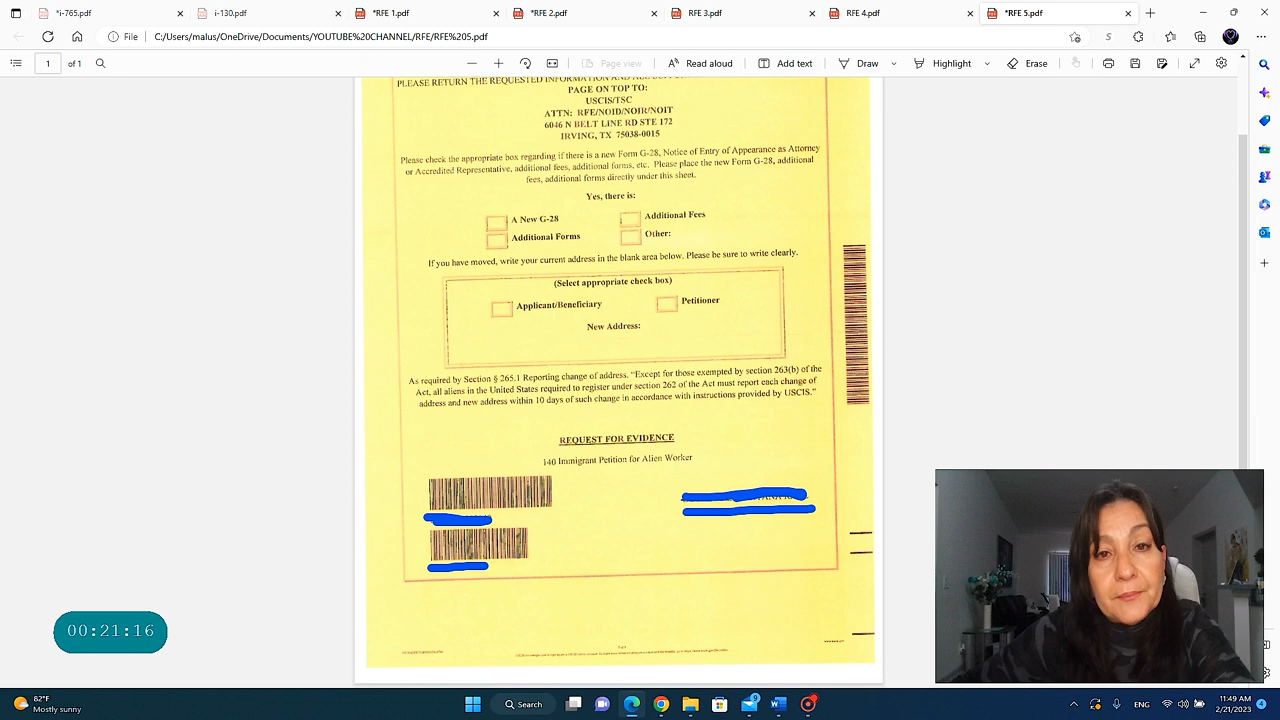 *i-765.pdf
i-130.pdf
*RFE 1.pdf
*RFE 2.pdf
RFE 3.pdf
RFE 4.pdf
*RFE 5.pdf
File
C:/Users/malus/OneDrive/Documents/YOUTUBE%20CHANNEL/RFE/RFE%205.pdf
1 of 1
Page view
Read aloud
Add text
Draw
Highlight
Erase
PLEASE RETURN THE REQUESTED INFORMATION AND ALL
PAGE ON TOP TO:
USCIS/TSC
ATTN: RFE/NOID/NOIR/NOIT
6046 N BELT LINE RD STE 172
IRVING, TX 75038-0015
Please check the appropriate box regarding if there is a new Form G-28, Notice of Entry of Appearance as Attorney
or Accredited Representative, additional fees, additional forms, etc. Please place the new Form G-28, additional
fees, additional forms directly under this sheet.
Yes, there is:
A New G-28
Additional Fees
Additional Forms
Other:
If you have moved, write your current address in the blank area below. Please be sure to write clearly.
(Select appropriate check box)
Applicant/Beneficiary
Petitioner
New Address:
As required by Section § 265.1 Reporting change of address. “Except for those exempted by section 263(b) of the
Act, all aliens in the United States required to register under section 262 of the Act must report each change of
address and new address within 10 days of such change in accordance with instructions provided by USCIS.”
REQUEST FOR EVIDENCE
140 Immigrant Petition for Alien Worker
00:21:16
82°F
Mostly sunny
Search
9
ENG
11:49 AM
2/21/2023